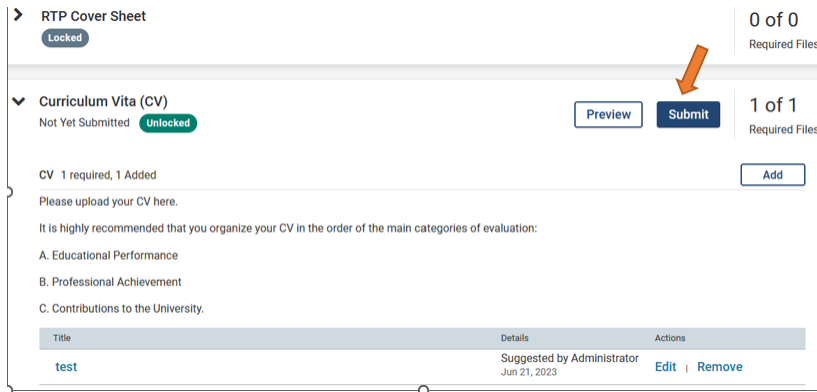 RTP Cover Sheet
Locked
0 of 0
Required Files
Curriculum Vita (CV)
Not Yet Submitted Unlocked
Preview
Submit
1 of 1
Required Files
CV 1 required, 1 Added
Add
Please upload your CV here.
It is highly recommended that you organize your CV in the order of the main categories of evaluation:
A. Educational Performance
B. Professional Achievement
C. Contributions to the University.
Title Details Actions
test Suggested by Administrator Edit | Remove
Jun 21, 2023